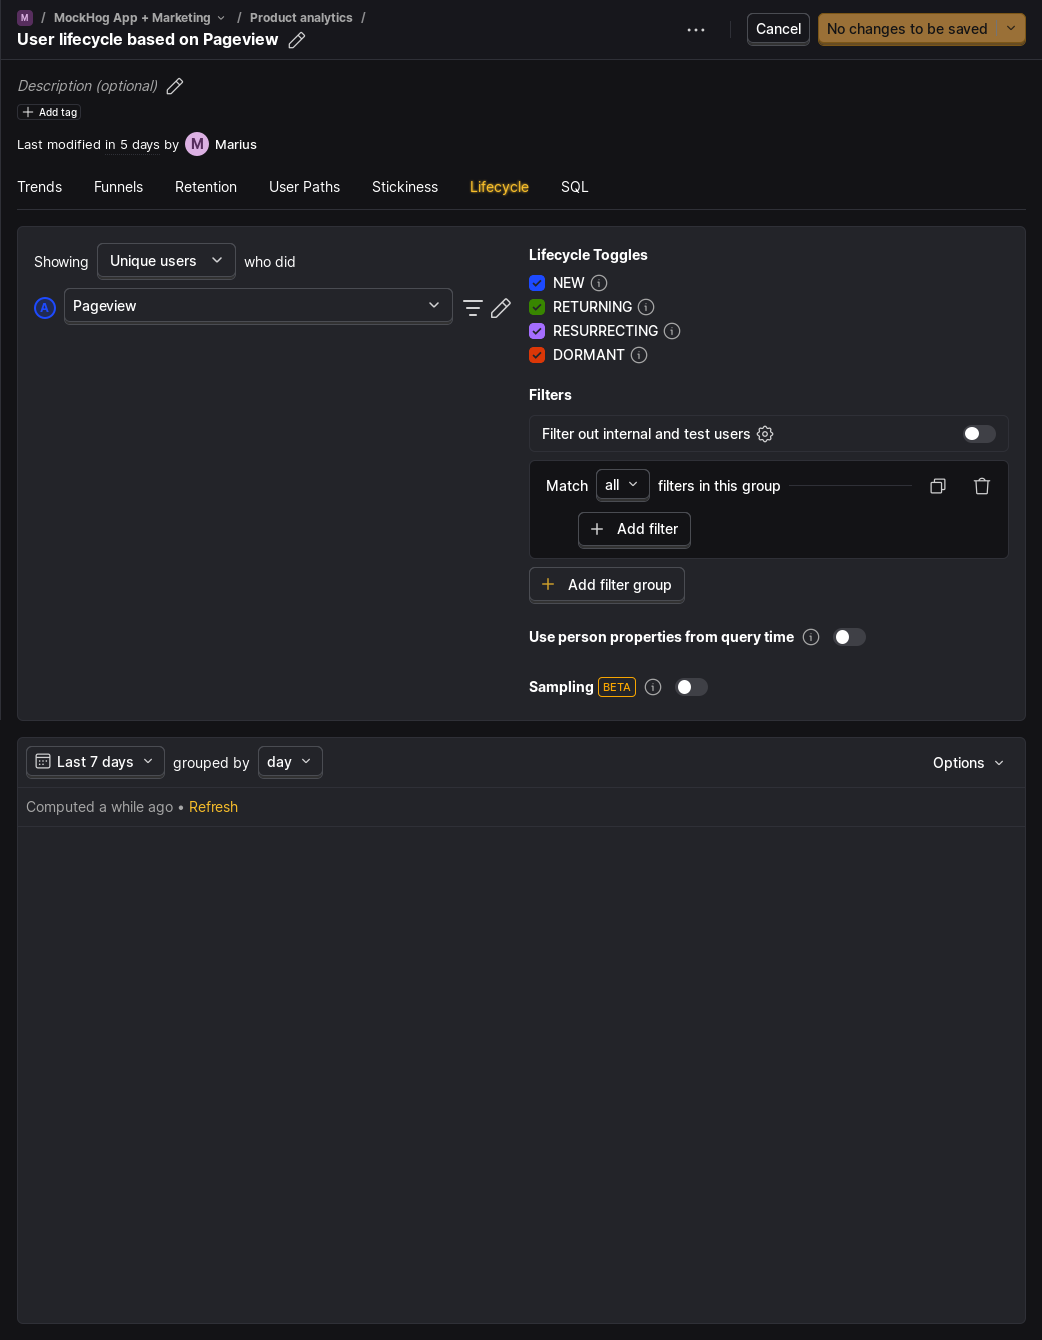 M / MockHog App + Marketing / Product analytics /
User lifecycle based on Pageview
Cancel
No changes to be saved
Description (optional)
Add tag
Last modified in 5 days by M Marius
Trends Funnels Retention User Paths Stickiness Lifecycle SQL
Showing Unique users who did
A Pageview
Lifecycle Toggles
NEW
RETURNING
RESURRECTING
DORMANT
Filters
Filter out internal and test users
Match all filters in this group
Add filter
Add filter group
Use person properties from query time
Sampling BETA
Last 7 days grouped by day
Options
Computed a while ago • Refresh